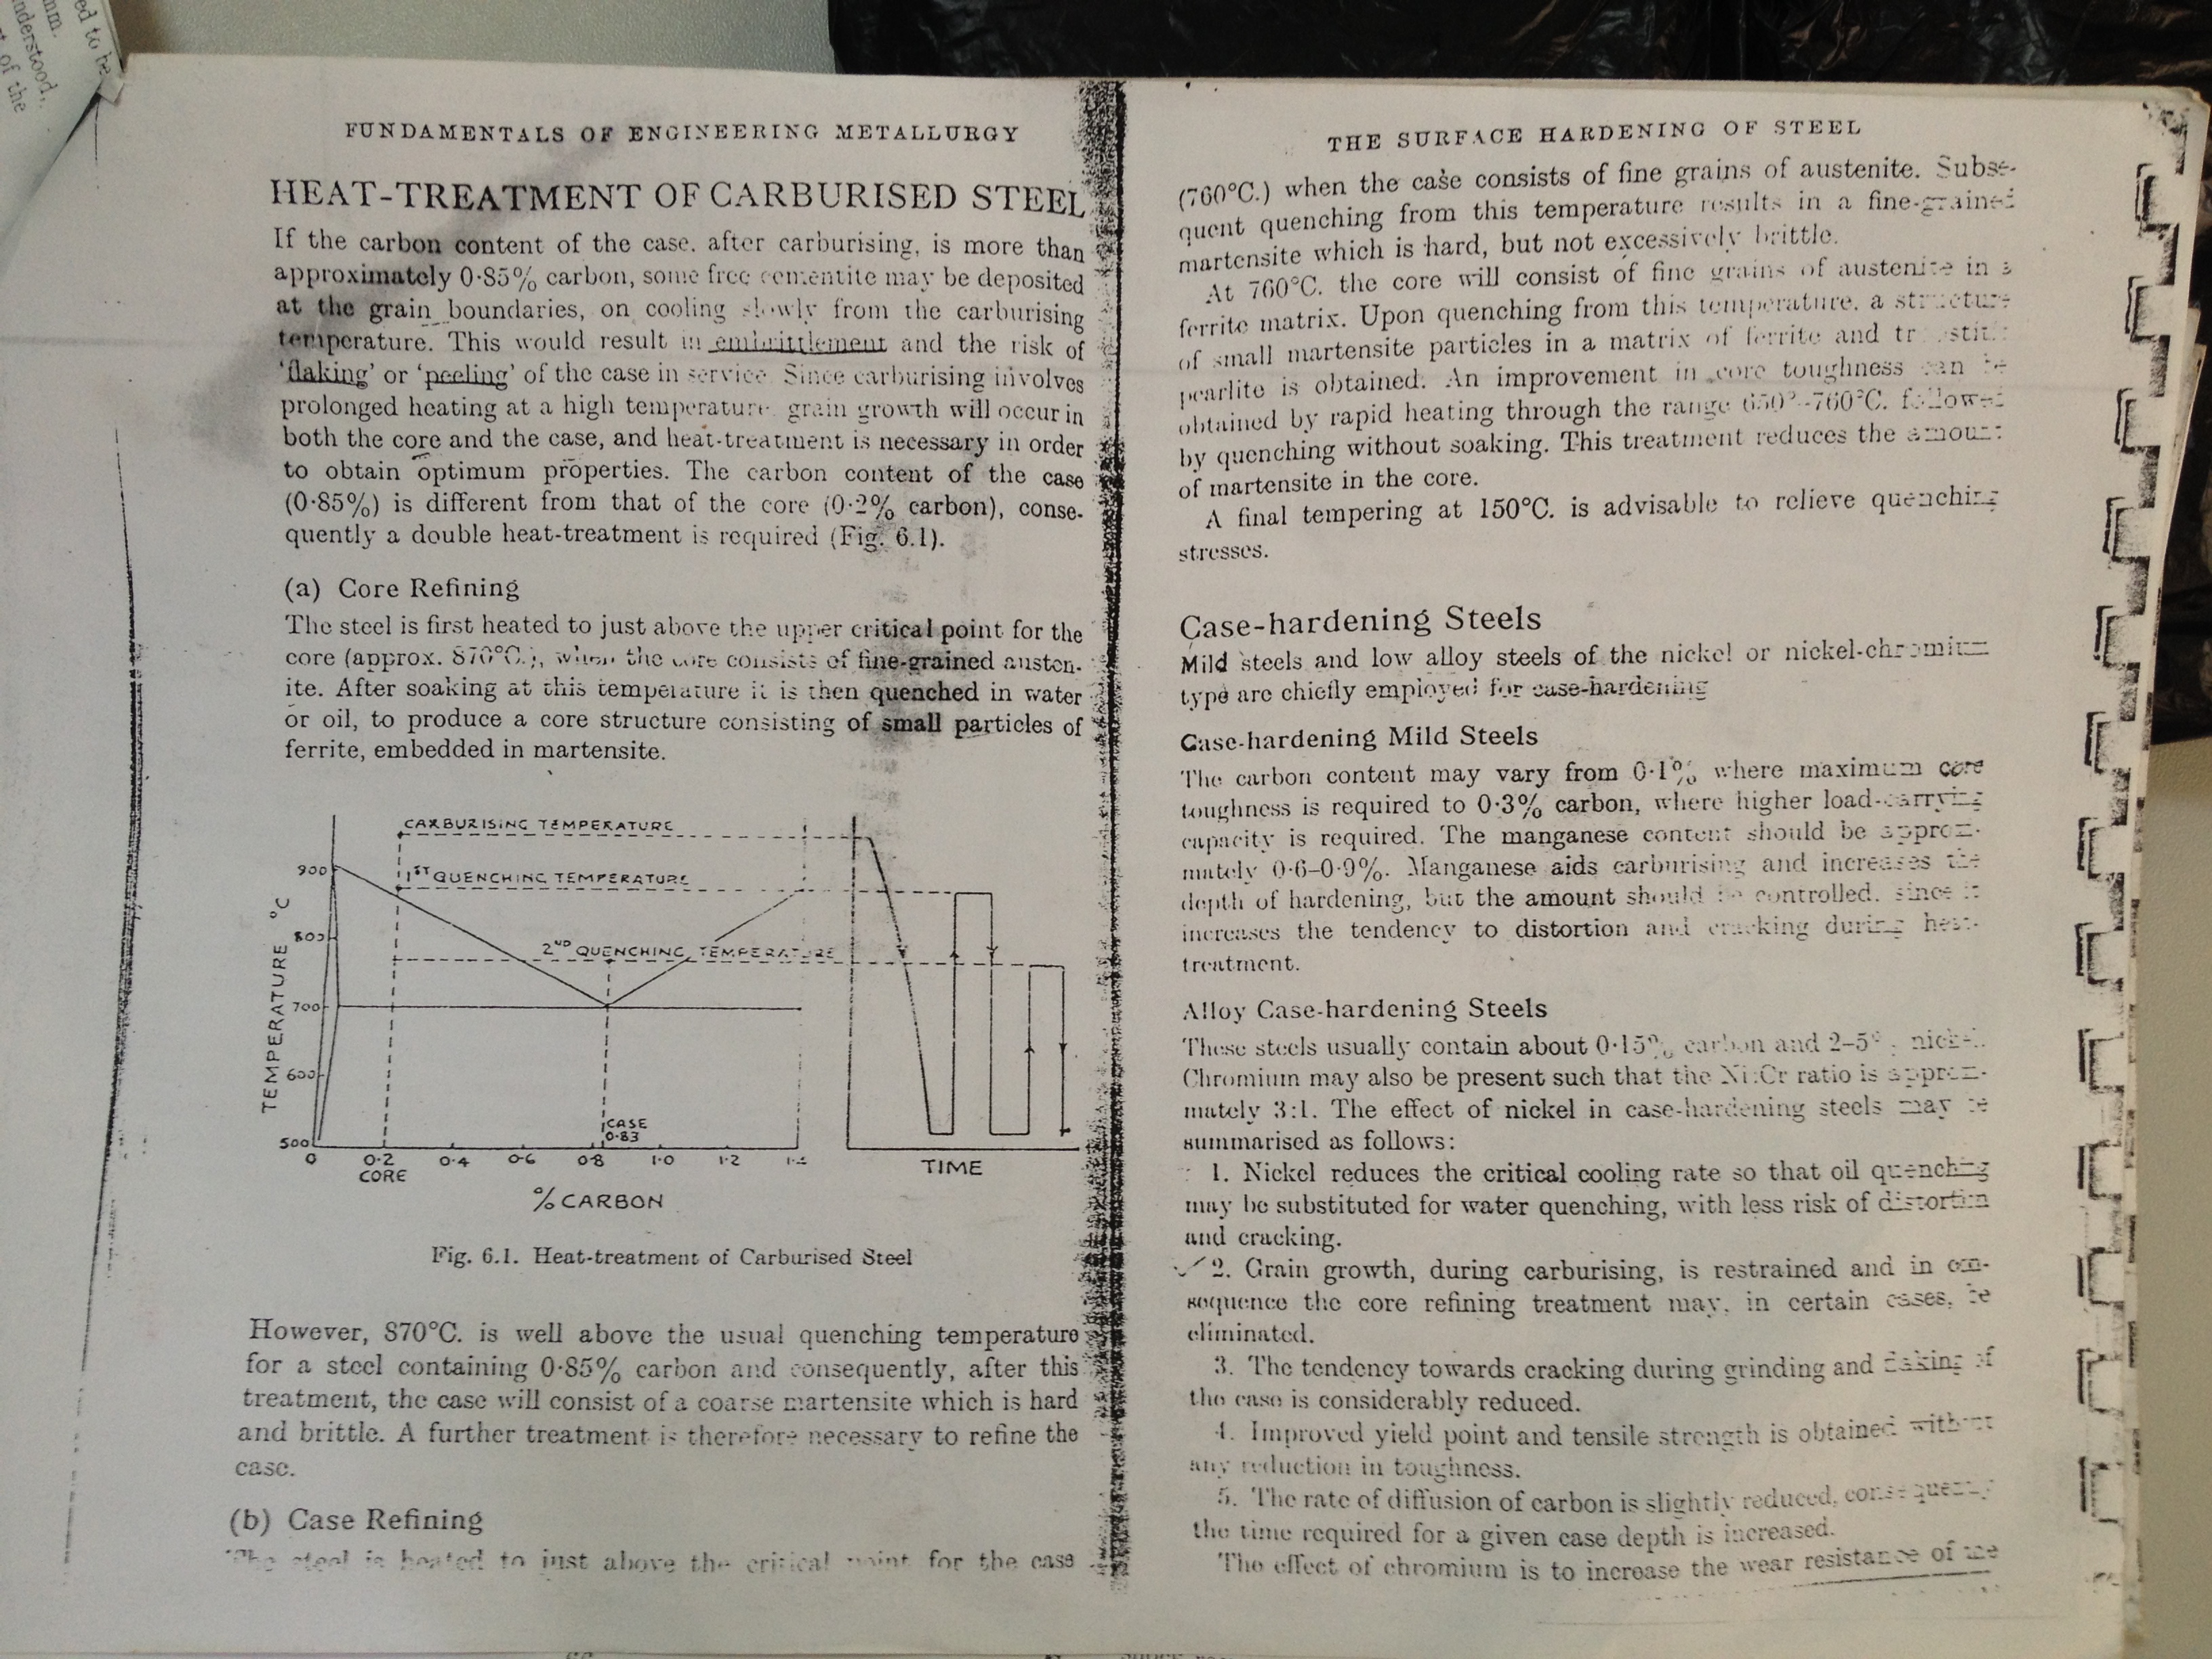 ed to be
mm.
nderstood,
of the
FUNDAMENTALS OF ENGINEERING METALLURGY
HEAT-TREATMENT OF CARBURISED STEEL
If the carbon content of the case, after carburising, is more than
approximately 0·85% carbon, some free cementite may be deposited
at the grain boundaries, on cooling slowly from the carburising
temperature. This would result in embrittlement and the risk of
'flaking' or 'peeling' of the case in service. Since carburising involves
prolonged heating at a high temperature, grain growth will occur in
both the core and the case, and heat-treatment is necessary in order
to obtain optimum properties. The carbon content of the case
(0·85%) is different from that of the core (0·2% carbon), conse-
quently a double heat-treatment is required (Fig. 6.1).
(a) Core Refining
The steel is first heated to just above the upper critical point for the
core (approx. 870°C.), when the core consists of fine-grained austen-
ite. After soaking at this temperature it is then quenched in water
or oil, to produce a core structure consisting of small particles of
ferrite, embedded in martensite.
CARBURISING TEMPERATURE
1ST QUENCHING TEMPERATURE
2ND QUENCHING TEMPERATURE
TEMPERATURE °C
900
800
700
600
500
CASE
0·83
0 0·2 0·4 0·6 0·8 1·0 1·2
CORE
% CARBON
TIME
Fig. 6.1. Heat-treatment of Carburised Steel
However, 870°C. is well above the usual quenching temperature
for a steel containing 0·85% carbon and consequently, after this
treatment, the case will consist of a coarse martensite which is hard
and brittle. A further treatment is therefore necessary to refine the
case.
(b) Case Refining
The steel is heated to just above the critical point for the case
THE SURFACE HARDENING OF STEEL
(760°C.) when the case consists of fine grains of austenite. Subse-
quent quenching from this temperature results in a fine-grained
martensite which is hard, but not excessively brittle.
At 760°C. the core will consist of fine grains of austenite in a
ferrite matrix. Upon quenching from this temperature, a structure
of small martensite particles in a matrix of ferrite and
pearlite is obtained. An improvement in core toughness can be
obtained by rapid heating through the range 650°-760°C. followed
by quenching without soaking. This treatment reduces the amount
of martensite in the core.
A final tempering at 150°C. is advisable to relieve quenching
stresses.
Case-hardening Steels
Mild steels and low alloy steels of the nickel or nickel-chromium
type are chiefly employed for case-hardening
Case-hardening Mild Steels
The carbon content may vary from 0·1% where maximum core
toughness is required to 0·3% carbon, where higher load-carrying
capacity is required. The manganese content should be approxi-
mately 0·6-0·9%. Manganese aids carburising and increases the
depth of hardening, but the amount should be controlled, since it
increases the tendency to distortion and cracking during heat-
treatment.
Alloy Case-hardening Steels
These steels usually contain about 0·15% carbon and 2-5% nickel.
Chromium may also be present such that the Ni:Cr ratio is approxi-
mately 3:1. The effect of nickel in case-hardening steels may be
summarised as follows:
1. Nickel reduces the critical cooling rate so that oil quenching
may be substituted for water quenching, with less risk of distortion
and cracking.
2. Grain growth, during carburising, is restrained and in con-
sequence the core refining treatment may, in certain cases, be
eliminated.
3. The tendency towards cracking during grinding and flaking of
the case is considerably reduced.
4. Improved yield point and tensile strength is obtained without
any reduction in toughness.
5. The rate of diffusion of carbon is slightly reduced, consequently
the time required for a given case depth is increased.
The effect of chromium is to increase the wear resistance of the